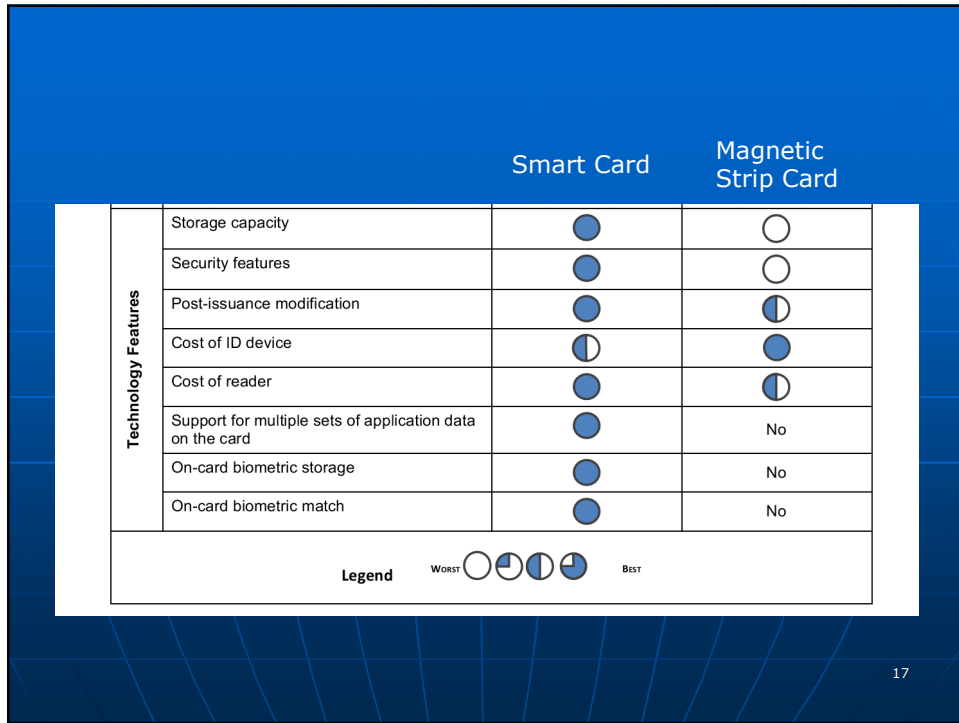 Smart Card
Magnetic
Strip Card
Technology Features
Storage capacity
Security features
Post-issuance modification
Cost of ID device
Cost of reader
Support for multiple sets of application data
on the card
No
On-card biometric storage
No
On-card biometric match
No
Legend
WORST
BEST
17